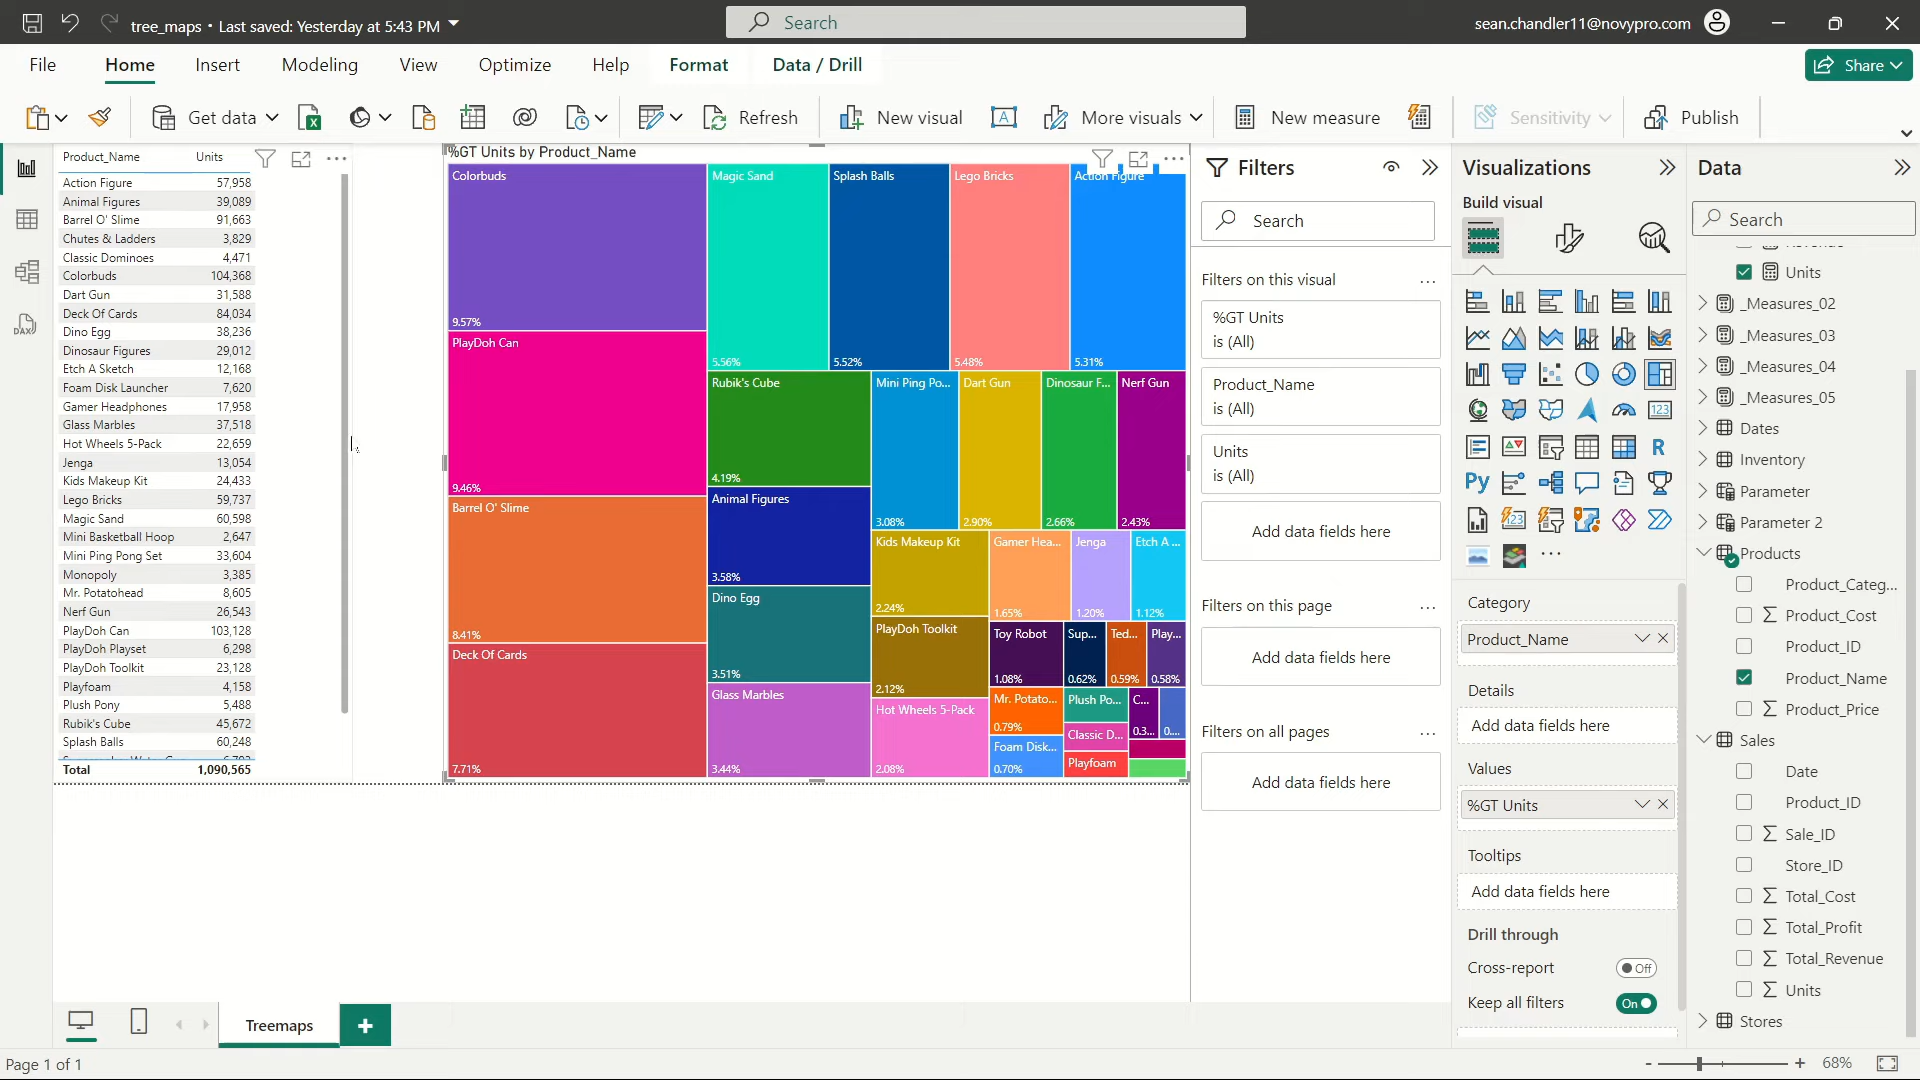 tree_maps • Last saved: Yesterday at 5:43 PM
Search
sean.chandler11@novypro.com
File
Home
Insert
Modeling
View
Optimize
Help
Format
Data / Drill
Share
Get data
Refresh
New visual
A
More visuals
New measure
Sensitivity
Publish
Product_Name Units
Action Figure 57,958
Animal Figures 39,089
Barrel O' Slime 91,663
Chutes & Ladders 3,829
Classic Dominoes 4,471
Colorbuds 104,368
Dart Gun 31,588
Deck Of Cards 84,034
Dino Egg 38,236
Dinosaur Figures 29,012
Etch A Sketch 12,168
Foam Disk Launcher 7,620
Gamer Headphones 17,958
Glass Marbles 37,518
Hot Wheels 5-Pack 22,659
Jenga 13,054
Kids Makeup Kit 24,433
Lego Bricks 59,737
Magic Sand 60,598
Mini Basketball Hoop 2,647
Mini Ping Pong Set 33,604
Monopoly 3,385
Mr. Potatohead 8,605
Nerf Gun 26,543
PlayDoh Can 103,128
PlayDoh Playset 6,298
PlayDoh Toolkit 23,128
Playfoam 4,158
Plush Pony 5,488
Rubik's Cube 45,672
Splash Balls 60,248
Total 1,090,565
%GT Units by Product_Name
Colorbuds
9.57%
PlayDoh Can
9.46%
Barrel O' Slime
8.41%
Deck Of Cards
7.71%
Magic Sand
5.56%
Splash Balls
5.52%
Lego Bricks
5.48%
Action Figure
5.31%
Rubik's Cube
4.19%
Animal Figures
3.58%
Dino Egg
3.51%
Glass Marbles
3.44%
Mini Ping Po...
3.08%
Dart Gun
2.90%
Dinosaur F...
2.66%
Nerf Gun
2.43%
Kids Makeup Kit
2.24%
PlayDoh Toolkit
2.12%
Hot Wheels 5-Pack
2.08%
Gamer Hea...
1.65%
Jenga
1.20%
Etch A ...
1.12%
Toy Robot
1.08%
Sup...
0.62%
Ted...
0.59%
Play...
0.58%
Mr. Potato...
0.79%
Foam Disk...
0.70%
Plush Po...
Classic D...
Playfoam
C...
0.3...
0....
Filters
Search
Filters on this visual
%GT Units
is (All)
Product_Name
is (All)
Units
is (All)
Add data fields here
Filters on this page
Add data fields here
Filters on all pages
Add data fields here
Visualizations
Build visual
123
R
Py
123
Category
Product_Name
Details
Add data fields here
Values
%GT Units
Tooltips
Add data fields here
Drill through
Cross-report
Off
Keep all filters
On
Data
Search
Units
_Measures_02
_Measures_03
_Measures_04
_Measures_05
Dates
Inventory
Parameter
Parameter 2
Products
Product_Categ...
Product_Cost
Product_ID
Product_Name
Product_Price
Sales
Date
Product_ID
Sale_ID
Store_ID
Total_Cost
Total_Profit
Total_Revenue
Units
Stores
DAX
Treemaps
Page 1 of 1
68%